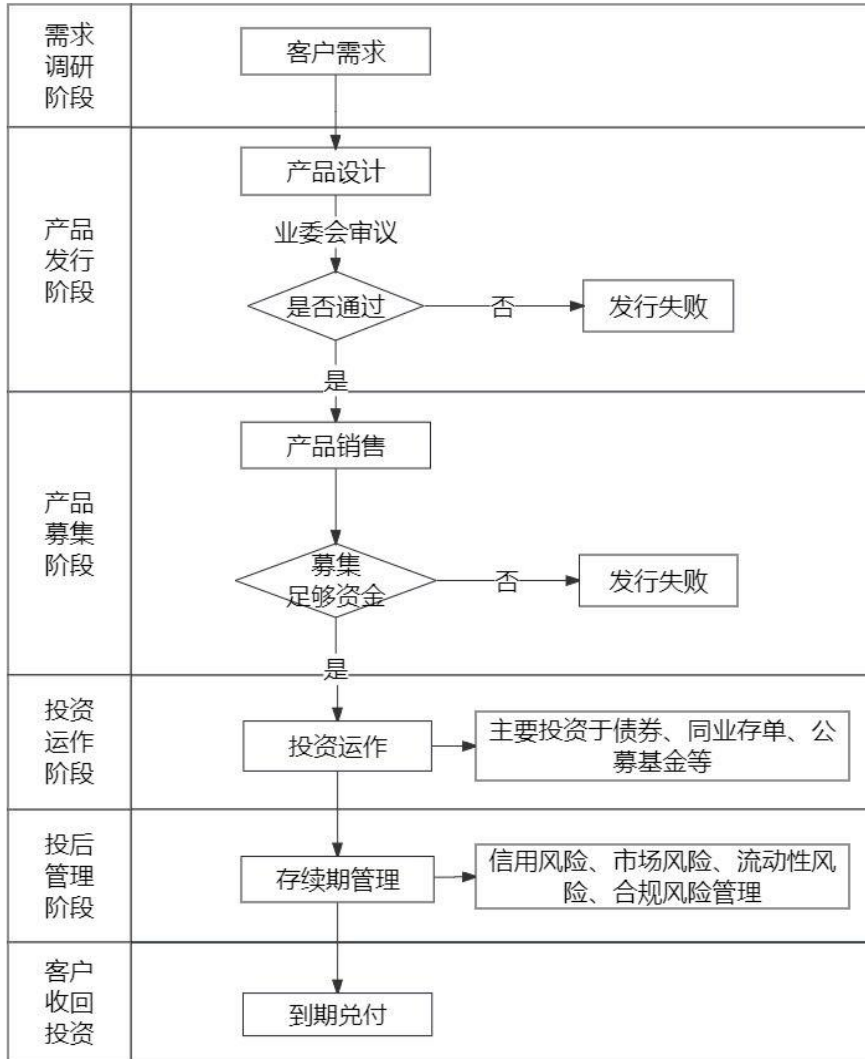 需求
调研
阶段
客户需求
产品
发行
阶段
产品设计
业委会审议
是否通过
否
发行失败
是
产品
募集
阶段
产品销售
募集
足够资金
否
发行失败
是
投资
运作
阶段
投资运作
主要投资于债券、同业存单、公
募基金等
投后
管理
阶段
存续期管理
信用风险、市场风险、流动性风
险、合规风险管理
客户
收回
投资
到期兑付